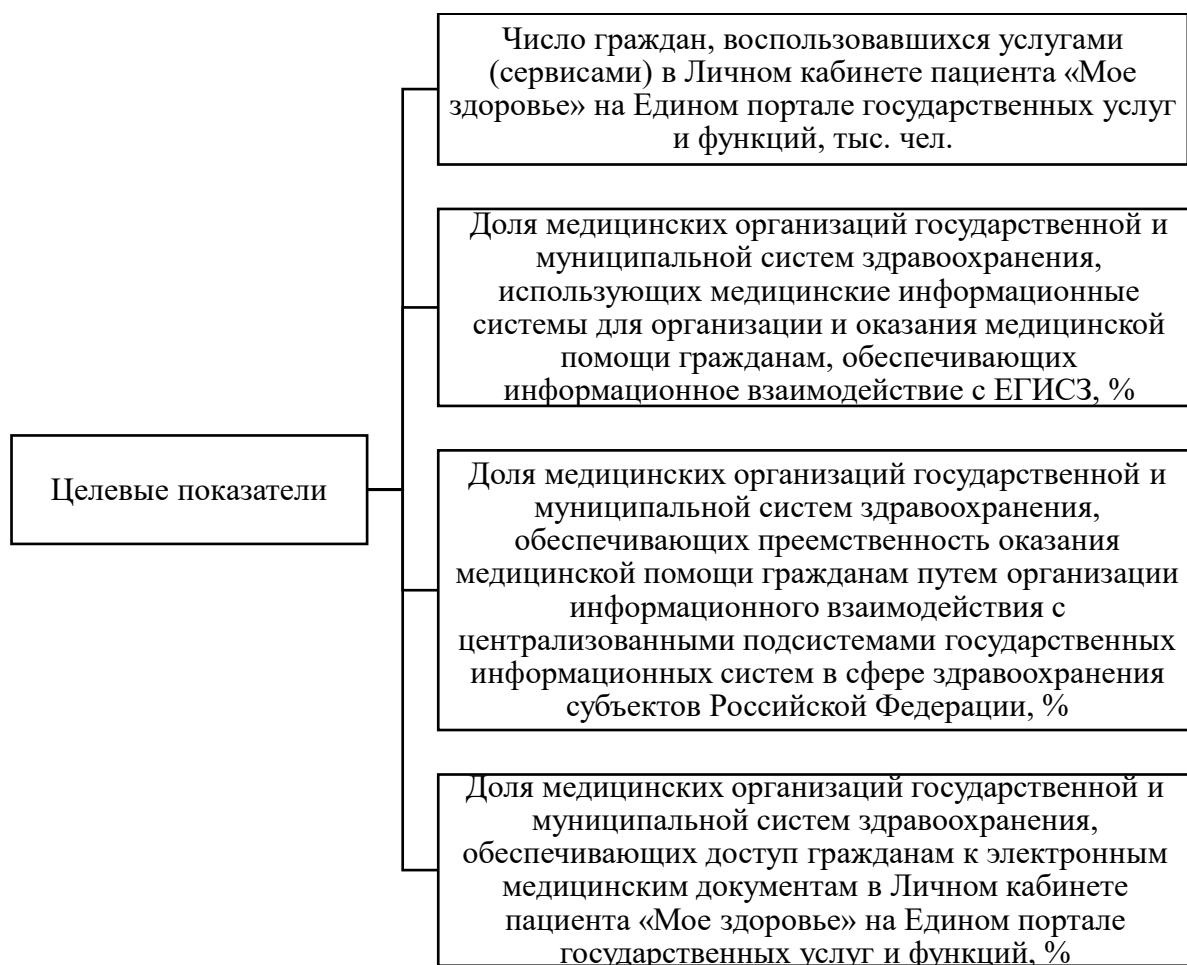 Число граждан, воспользовавшихся услугами
(сервисами) в Личном кабинете пациента «Мое
здоровье» на Едином портале государственных услуг
и функций, тыс. чел.
Доля медицинских организаций государственной и
муниципальной систем здравоохранения,
использующих медицинские информационные
системы для организации и оказания медицинской
помощи гражданам, обеспечивающих
информационное взаимодействие с ЕГИСЗ, %
Целевые показатели
Доля медицинских организаций государственной и
муниципальной систем здравоохранения,
обеспечивающих преемственность оказания
медицинской помощи гражданам путем организации
информационного взаимодействия с
централизованными подсистемами государственных
информационных систем в сфере здравоохранения
субъектов Российской Федерации, %
Доля медицинских организаций государственной и
муниципальной систем здравоохранения,
обеспечивающих доступ гражданам к электронным
медицинским документам в Личном кабинете
пациента «Мое здоровье» на Едином портале
государственных услуг и функций, %